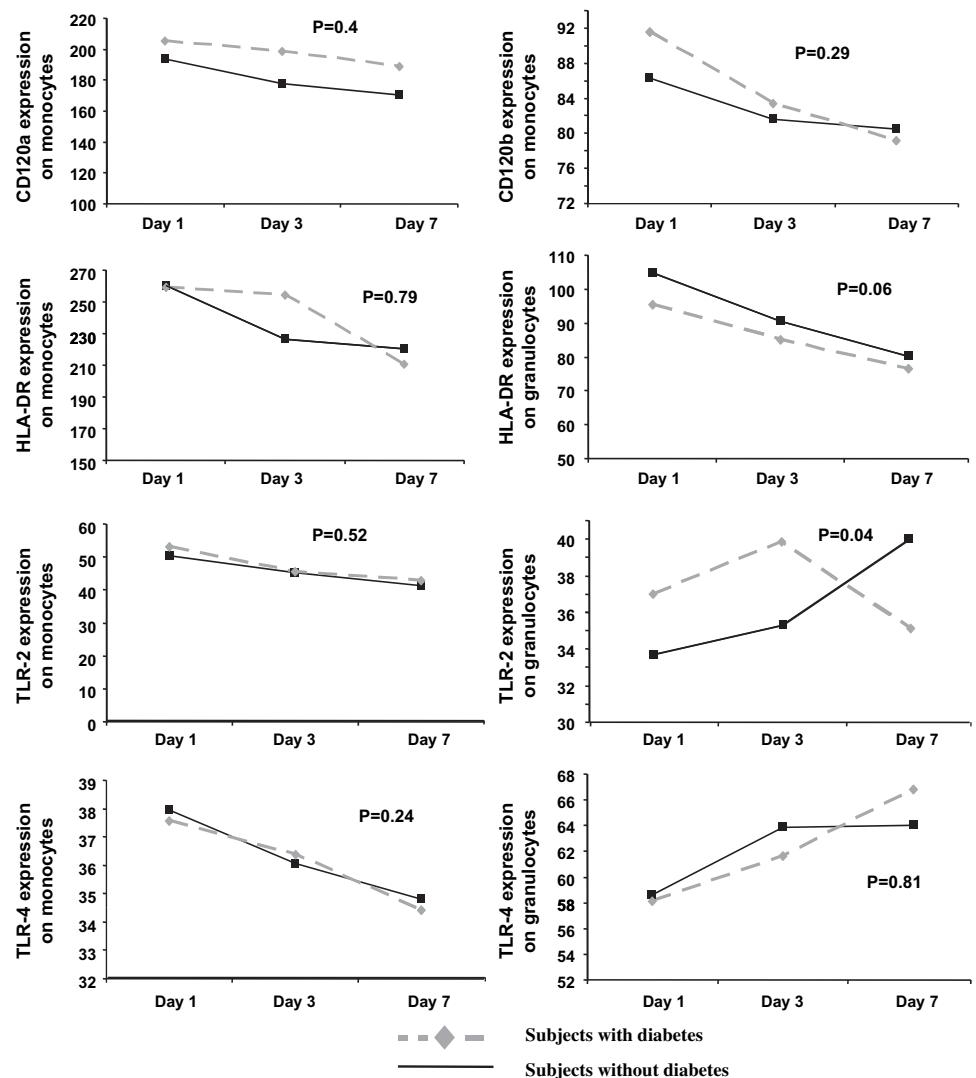 CD120a expression
on monocytes
220
200
180
160
140
120
100
P=0.4
Day 1 Day 3 Day 7
CD120b expression
on monocytes
92
88
84
80
76
72
P=0.29
Day 1 Day 3 Day 7
HLA-DR expression
on monocytes
270
250
230
210
190
170
150
P=0.79
Day 1 Day 3 Day 7
HLA-DR expression
on granulocytes
110
100
90
80
70
60
50
P=0.06
Day 1 Day 3 Day 7
TLR-2 expression
on monocytes
60
50
40
30
20
10
0
P=0.52
Day 1 Day 3 Day 7
TLR-2 expression
on granulocytes
40
38
36
34
32
30
P=0.04
Day 1 Day 3 Day 7
TLR-4 expression
on monocytes
39
38
37
36
35
34
33
32
P=0.24
Day 1 Day 3 Day 7
TLR-4 expression
on granulocytes
68
66
64
62
60
58
56
54
52
P=0.81
Day 1 Day 3 Day 7
Subjects with diabetes
Subjects without diabetes